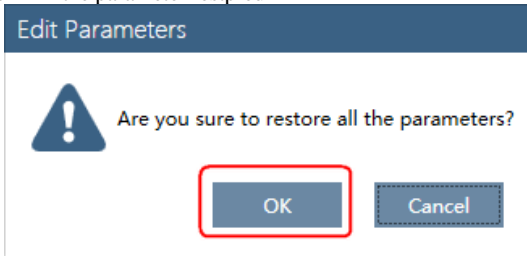 Edit Parameters
Are you sure to restore all the parameters?
OK
Cancel